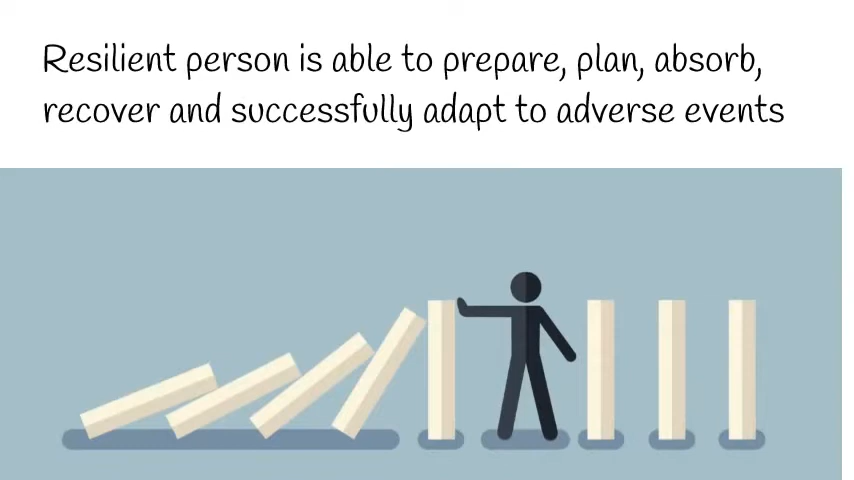 Resilient person is able to prepare, plan, absorb,
recover and successfully adapt to adverse events